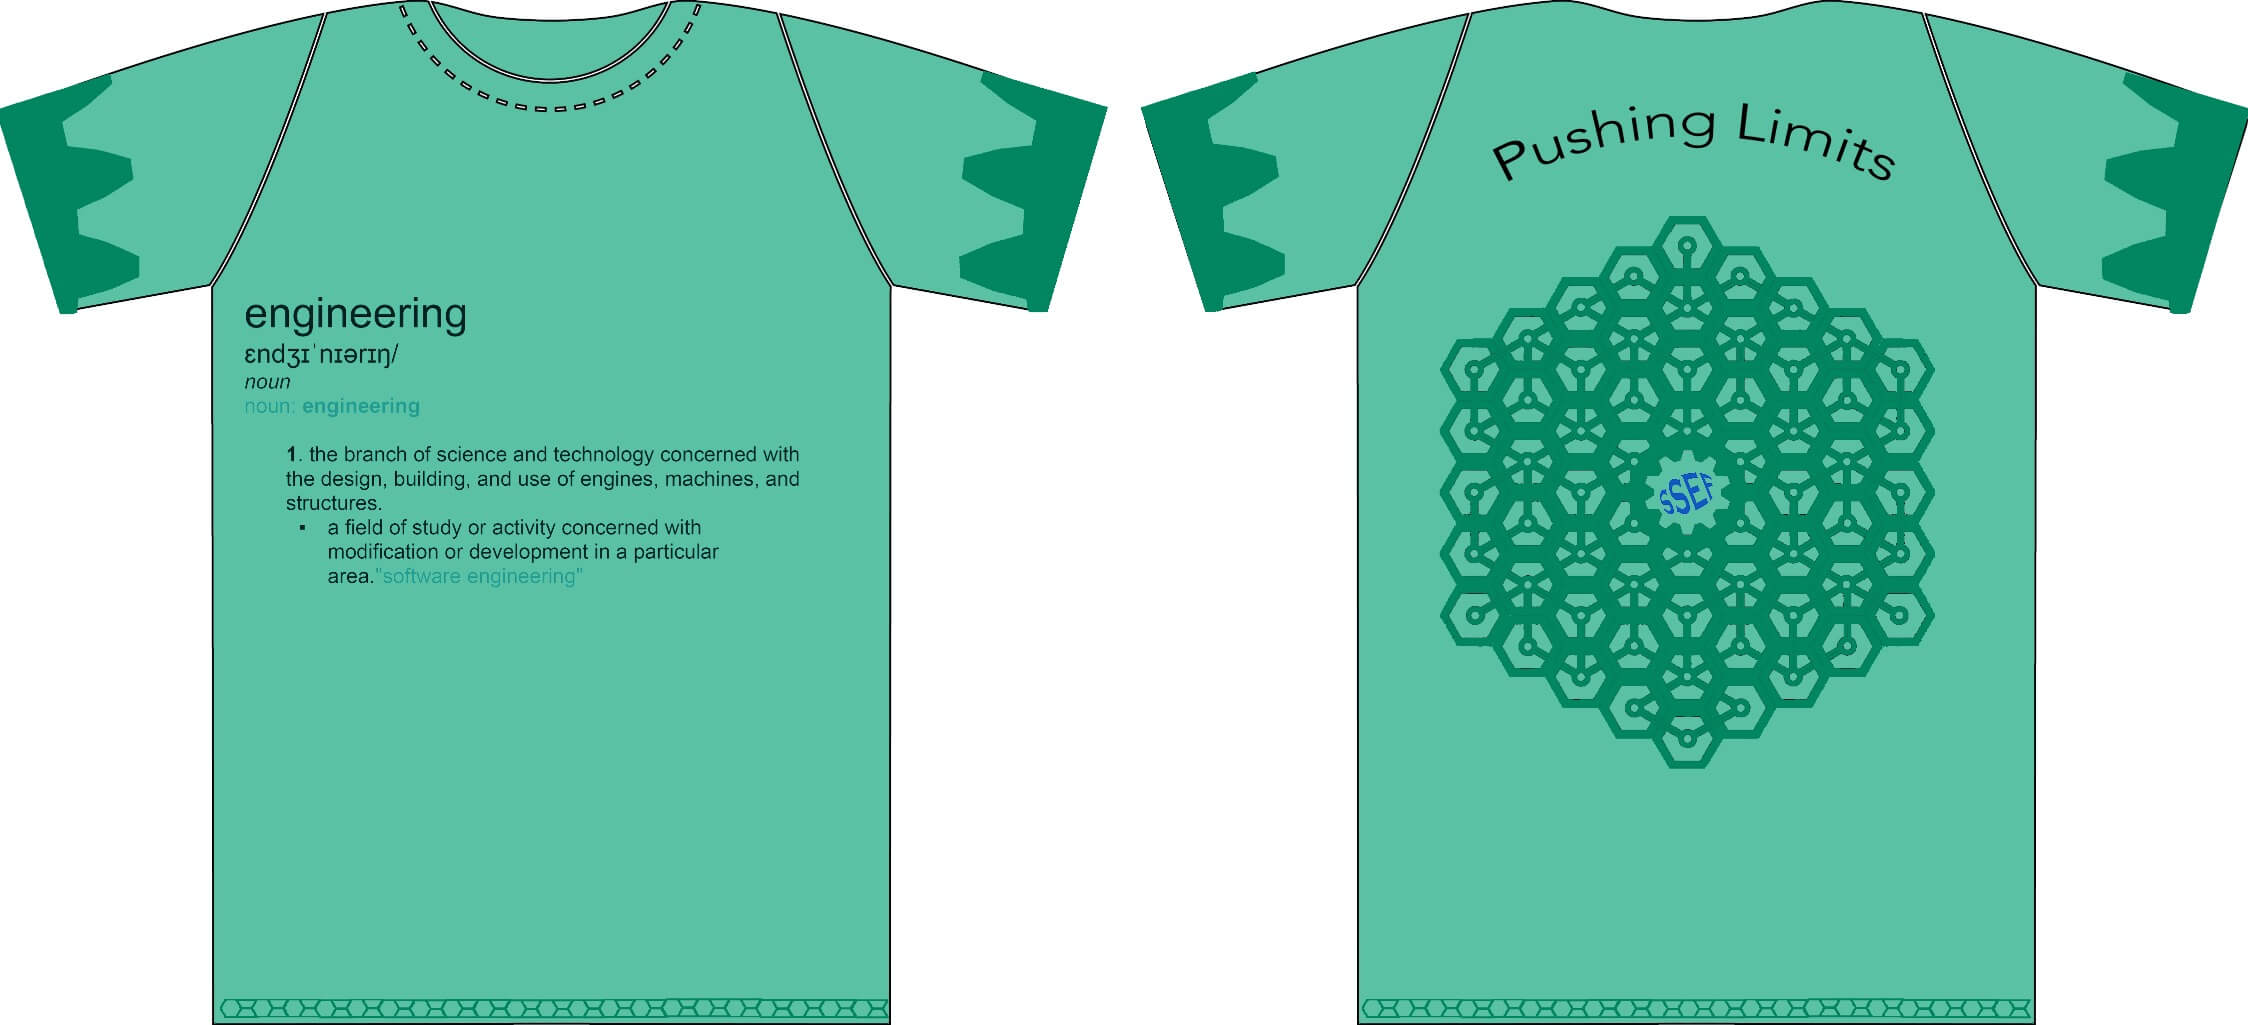 engineering
ɛndʒɪˈnɪərɪŋ/
noun
noun: engineering
1. the branch of science and technology concerned with
the design, building, and use of engines, machines, and
structures.
▪ a field of study or activity concerned with
modification or development in a particular
area."software engineering"
Pushing Limits
SSEF